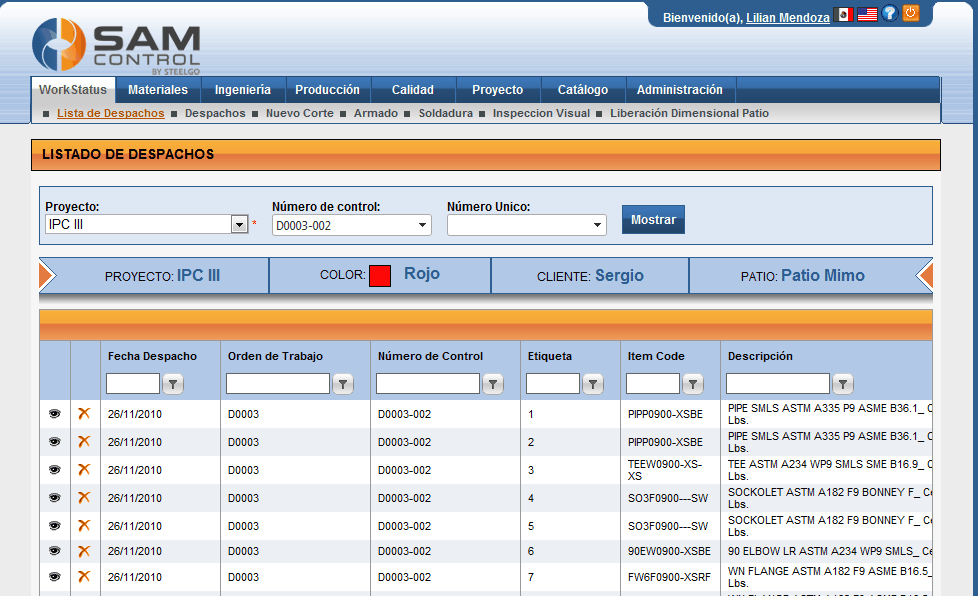 Bienvenido(a), Lilian Mendoza
?
SAM
CONTROL
BY STEELGO
WorkStatus Materiales Ingeniería Producción Calidad Proyecto Catálogo Administración
Lista de Despachos Despachos Nuevo Corte Armado Soldadura Inspeccion Visual Liberación Dimensional Patio
LISTADO DE DESPACHOS
Proyecto: Número de control: Número Unico:
IPC III * D0003-002 Mostrar
PROYECTO: IPC III COLOR: Rojo CLIENTE: Sergio PATIO: Patio Mimo
Fecha Despacho Orden de Trabajo Número de Control Etiqueta Item Code Descripción
26/11/2010 D0003 D0003-002 1 PIPP0900-XSBE PIPE SMLS ASTM A335 P9 ASME B36.1_ C
Lbs.
26/11/2010 D0003 D0003-002 2 PIPP0900-XSBE PIPE SMLS ASTM A335 P9 ASME B36.1_ C
Lbs.
26/11/2010 D0003 D0003-002 3 TEEW0900-XS-
XS TEE ASTM A234 WP9 SMLS SME B16.9_ C
Lbs.
26/11/2010 D0003 D0003-002 4 SO3F0900---SW SOCKOLET ASTM A182 F9 BONNEY F_ Ce
Lbs.
26/11/2010 D0003 D0003-002 5 SO3F0900---SW SOCKOLET ASTM A182 F9 BONNEY F_ Ce
Lbs.
26/11/2010 D0003 D0003-002 6 90EW0900-XSBE 90 ELBOW LR ASTM A234 WP9 SMLS_ Ce
26/11/2010 D0003 D0003-002 7 FW6F0900-XSRF WN FLANGE ASTM A182 F9 ASME B16.5_
Lbs.